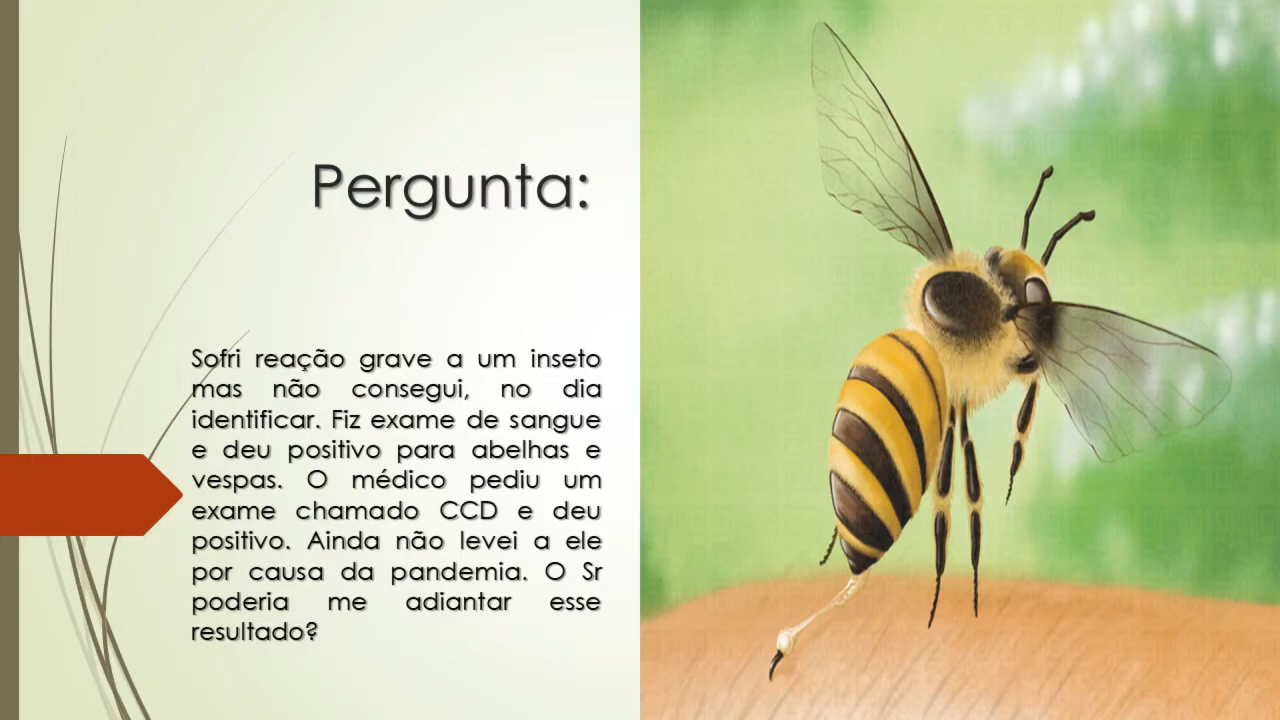 Pergunta:
Sofri reação grave a um inseto
mas não consegui, no dia
identificar. Fiz exame de sangue
e deu positivo para abelhas e
vespas. O médico pediu um
exame chamado CCD e deu
positivo. Ainda não levei a ele
por causa da pandemia. O Sr
poderia me adiantar esse
resultado?